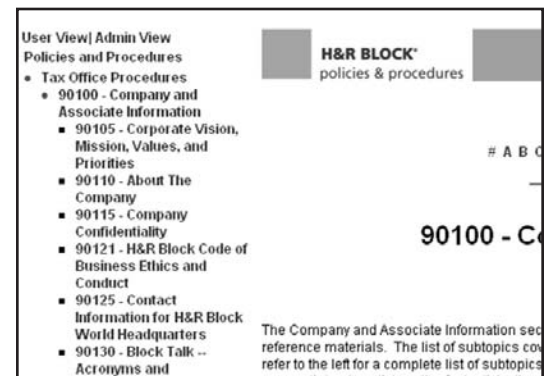 User View| Admin View
Policies and Procedures
Tax Office Procedures
90100 - Company and
Associate Information
90105 - Corporate Vision,
Mission, Values, and
Priorities
90110 - About The
Company
90115 - Company
Confidentiality
90121 - H&R Block Code of
Business Ethics and
Conduct
90125 - Contact
Information for H&R Block
World Headquarters
90130 - Block Talk --
Acronyms and
H&R BLOCK®
policies & procedures
# A B C
90100 - Co
The Company and Associate Information sec
reference materials. The list of subtopics cov
refer to the left for a complete list of subtopics